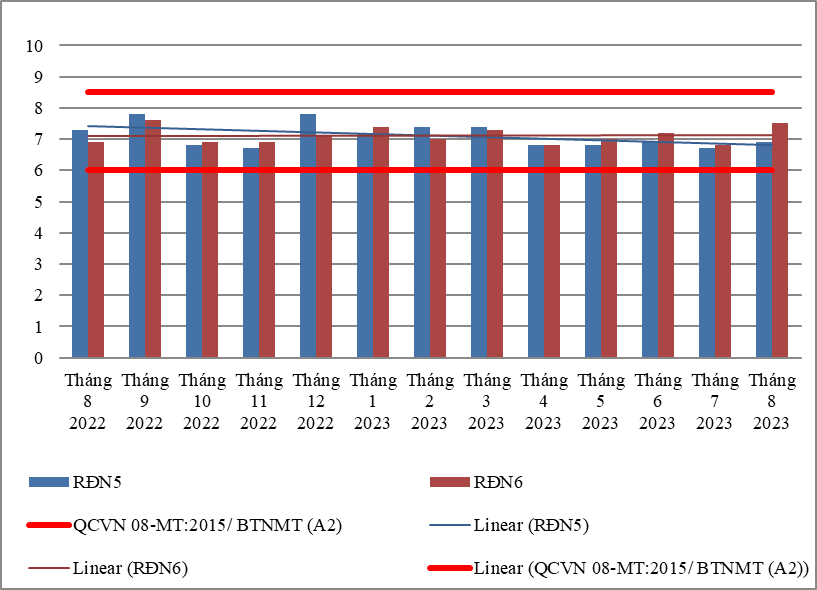 10
9
8
7
6
5
4
3
2
1
0
Tháng 8 2022
Tháng 9 2022
Tháng 10 2022
Tháng 11 2022
Tháng 12 2022
Tháng 1 2023
Tháng 2 2023
Tháng 3 2023
Tháng 4 2023
Tháng 5 2023
Tháng 6 2023
Tháng 7 2023
Tháng 8 2023
RĐN5
RĐN6
QCVN 08-MT:2015/ BTNMT (A2)
Linear (RĐN5)
Linear (RĐN6)
Linear (QCVN 08-MT:2015/ BTNMT (A2))